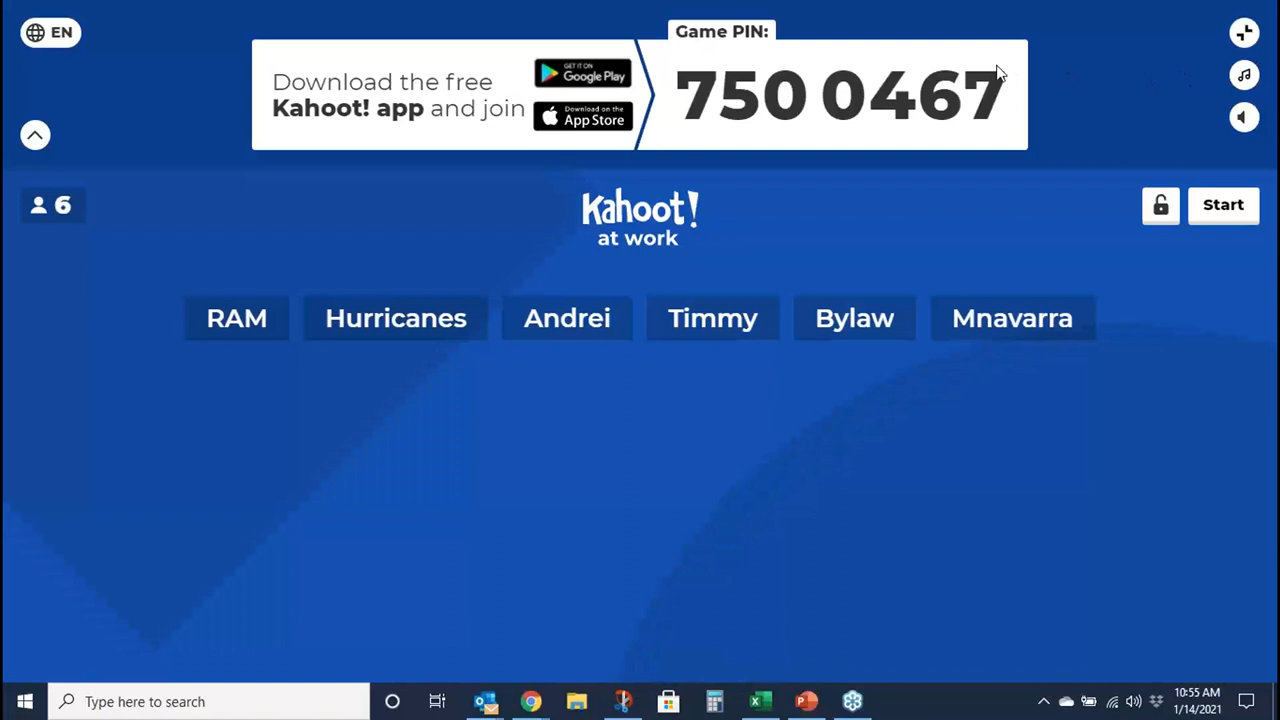 EN
Game PIN:
Download the free
Kahoot! app and join
GET IT ON
Google Play
Download on the
App Store
750 0467
6
Kahoot!
at work
Start
RAM
Hurricanes
Andrei
Timmy
Bylaw
Mnavarra
Type here to search
10:55 AM
1/14/2021